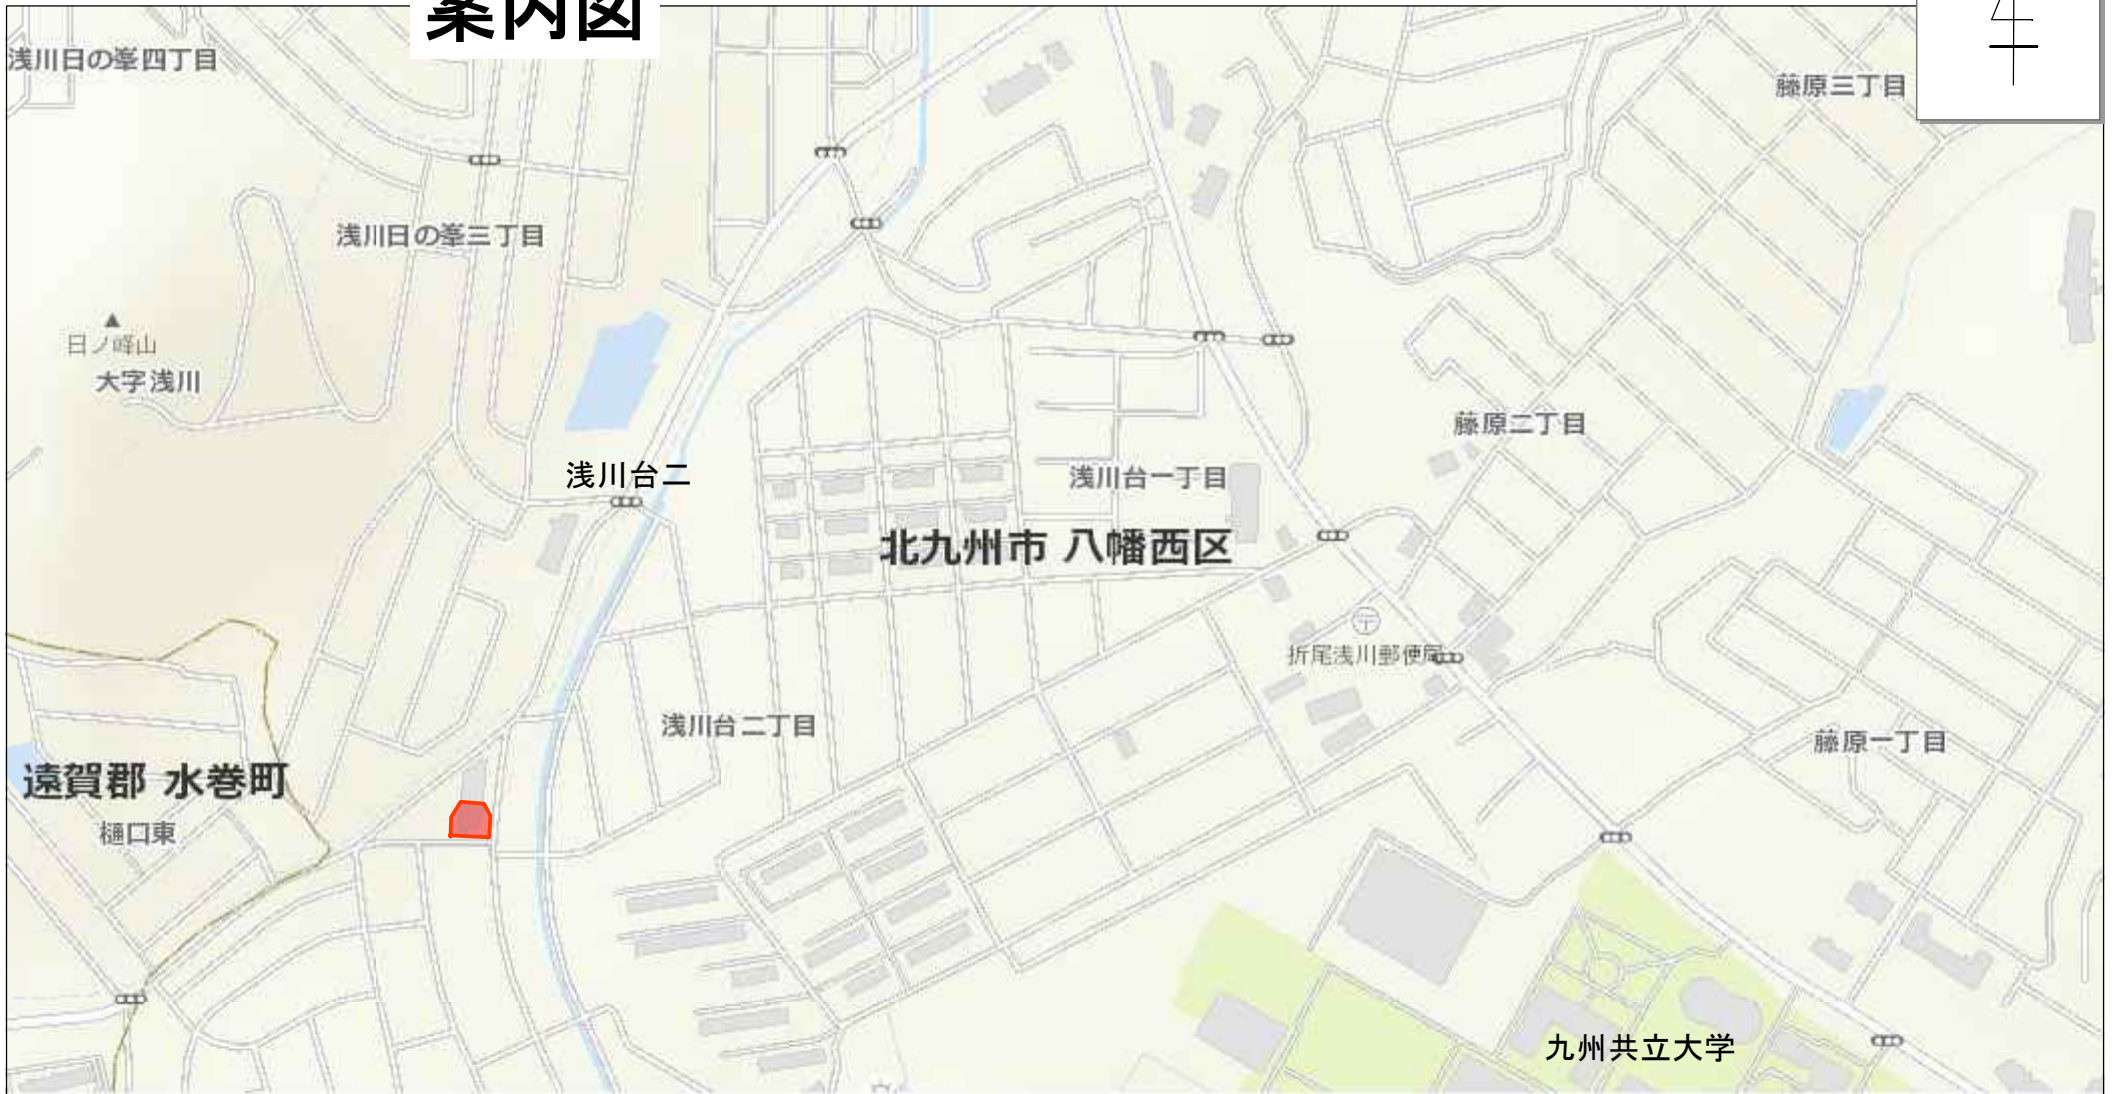 案内図
浅川日の峯四丁目
藤原三丁目
浅川日の峯三丁目
日ノ峰山
大字浅川
藤原二丁目
浅川台二
浅川台一丁目
北九州市 八幡西区
〒
折尾浅川郵便局
浅川台二丁目
藤原一丁目
遠賀郡 水巻町
樋口東
九州共立大学